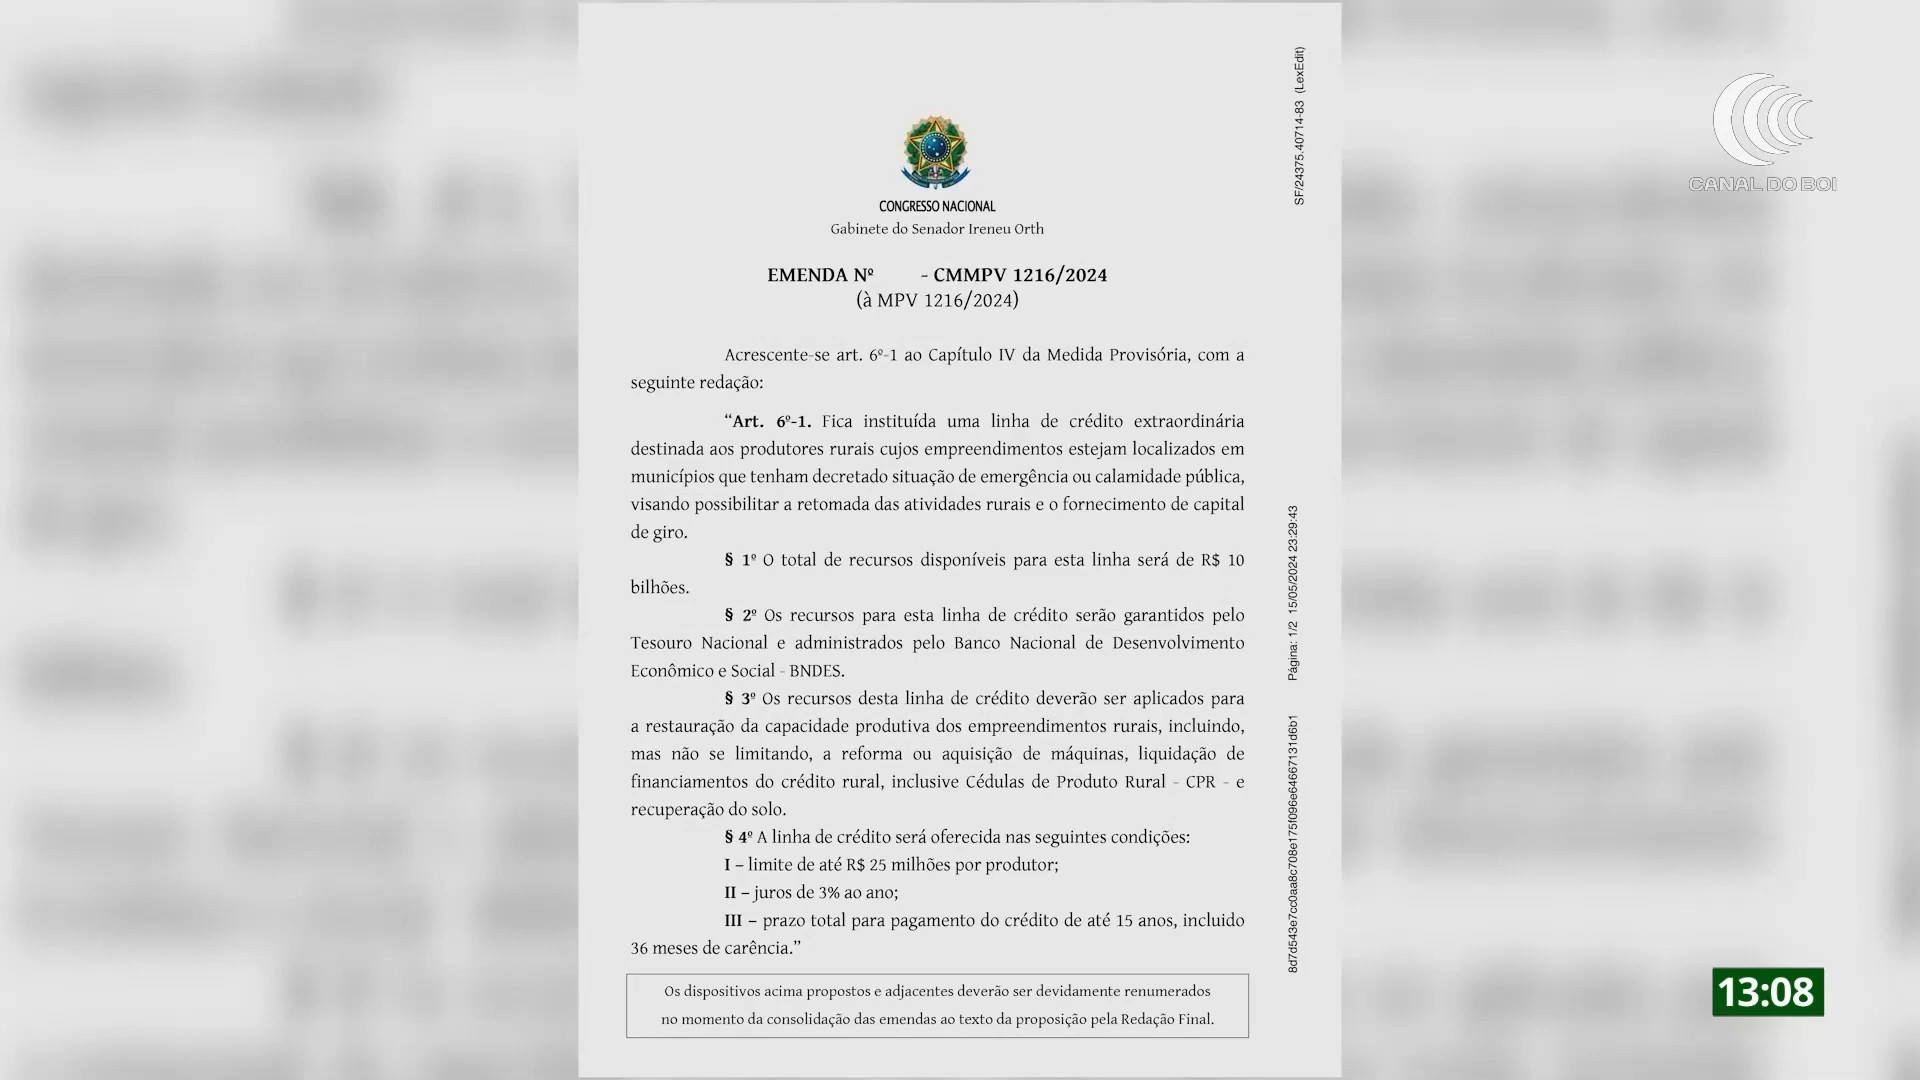 CONGRESSO NACIONAL
Gabinete do Senador Ireneu Orth
EMENDA Nº - CMMPV 1216/2024
(à MPV 1216/2024)
Acrescente-se art. 6º-1 ao Capítulo IV da Medida Provisória, com a
seguinte redação:
“Art. 6º-1. Fica instituída uma linha de crédito extraordinária
destinada aos produtores rurais cujos empreendimentos estejam localizados em
municípios que tenham decretado situação de emergência ou calamidade pública,
visando possibilitar a retomada das atividades rurais e o fornecimento de capital
de giro.
§ 1º O total de recursos disponíveis para esta linha será de R$ 10
bilhões.
§ 2º Os recursos para esta linha de crédito serão garantidos pelo
Tesouro Nacional e administrados pelo Banco Nacional de Desenvolvimento
Econômico e Social - BNDES.
§ 3º Os recursos desta linha de crédito deverão ser aplicados para
a restauração da capacidade produtiva dos empreendimentos rurais, incluindo,
mas não se limitando, a reforma ou aquisição de máquinas, liquidação de
financiamentos do crédito rural, inclusive Cédulas de Produto Rural - CPR - e
recuperação do solo.
§ 4º A linha de crédito será oferecida nas seguintes condições:
I – limite de até R$ 25 milhões por produtor;
II – juros de 3% ao ano;
III – prazo total para pagamento do crédito de até 15 anos, incluido
36 meses de carência.”
Os dispositivos acima propostos e adjacentes deverão ser devidamente renumerados
no momento da consolidação das emendas ao texto da proposição pela Redação Final.
SF/24375.40714-83 (LexEdit)
Página: 1/2 15/05/2024 23:29:43
8d7d543e7cc0aa8c708e175f096e64667131d6b1
CANAL DO BOI
13:08